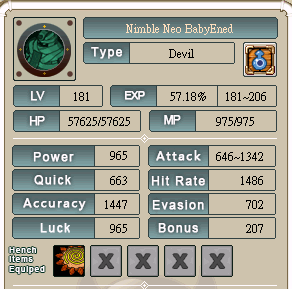 Nimble Neo BabyEned
Type Devil
LV 181 EXP 57.18% 181~206
HP 57625/57625 MP 975/975
Power 965 Attack 646~1342
Quick 663 Hit Rate 1486
Accuracy 1447 Evasion 702
Luck 965 Bonus 207
Hench
Items
Equiped X X X X